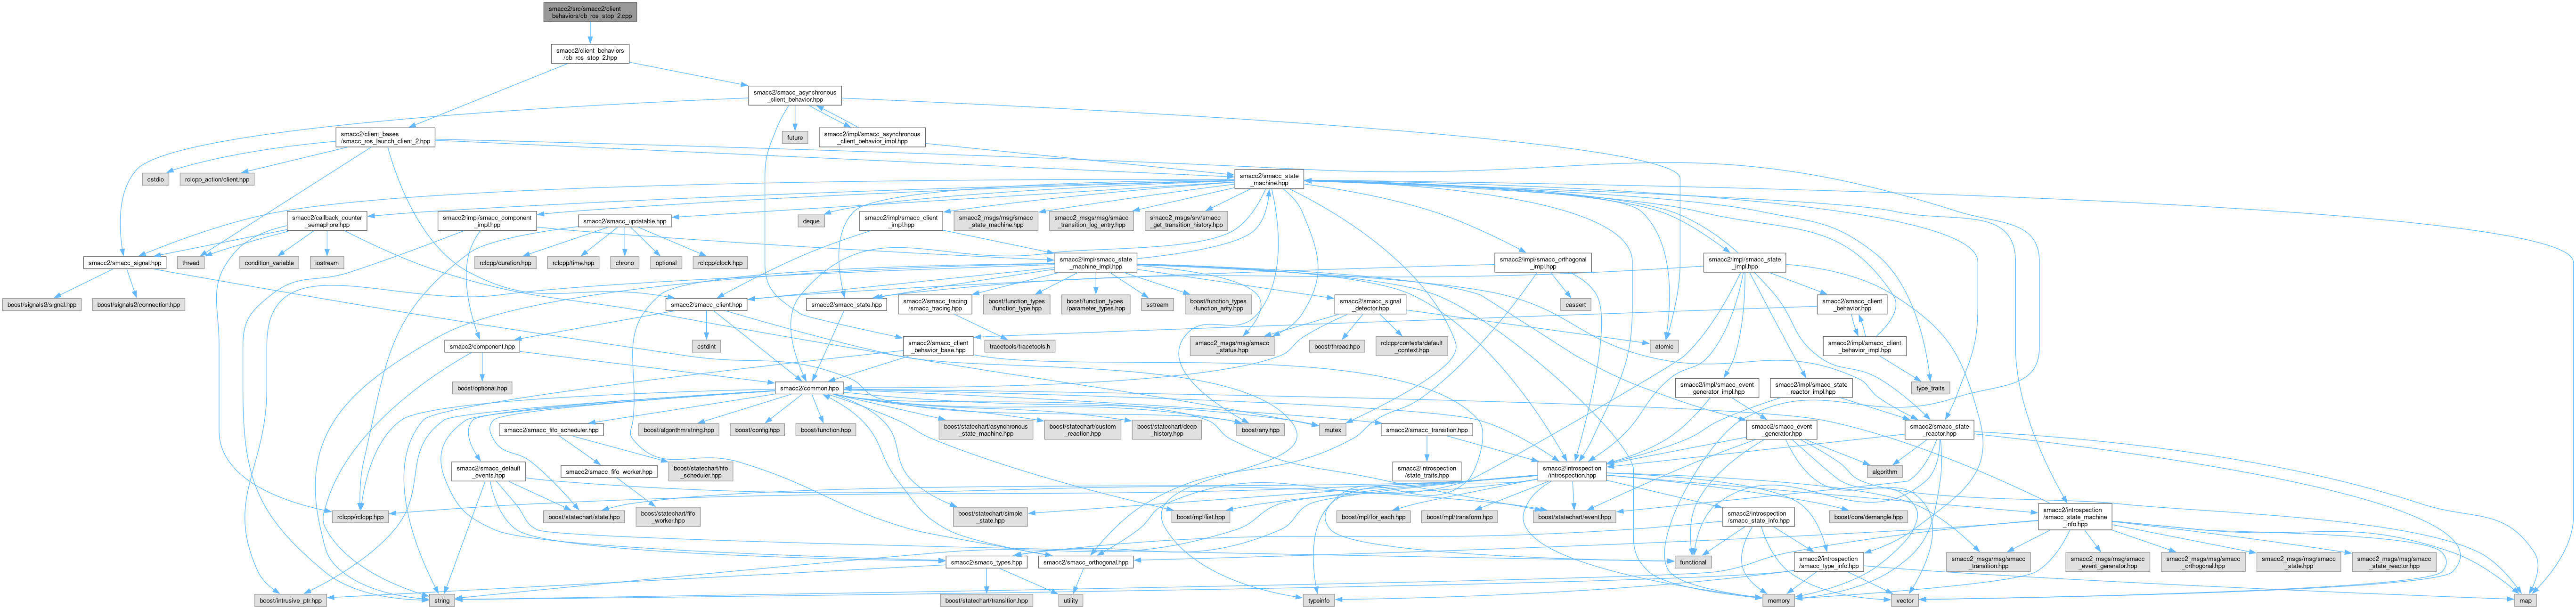 smacc2/src/smacc2/client
_behaviors/cb_ros_stop_2.cpp
smacc2/client_behaviors
/cb_ros_stop_2.hpp
smacc2/smacc_asynchronous
_client_behavior.hpp
smacc2/client_bases
/smacc_ros_launch_client_2.hpp
future
smacc2/impl/smacc_asynchronous
_client_behavior_impl.hpp
cstdio
rclcpp_action/client.hpp
smacc2/smacc_state
_machine.hpp
smacc2/callback_counter
_semaphore.hpp
smacc2/impl/smacc_component
_impl.hpp
smacc2/smacc_updatable.hpp
deque
smacc2/impl/smacc_client
_impl.hpp
smacc2_msgs/msg/smacc
_state_machine.hpp
smacc2_msgs/msg/smacc
_transition_log_entry.hpp
smacc2_msgs/srv/smacc
_get_transition_history.hpp
smacc2/smacc_signal.hpp
thread
condition_variable
iostream
rclcpp/duration.hpp
rclcpp/time.hpp
chrono
optional
rclcpp/clock.hpp
smacc2/impl/smacc_state
_machine_impl.hpp
smacc2/impl/smacc_orthogonal
_impl.hpp
smacc2/impl/smacc_state
_impl.hpp
boost/signals2/signal.hpp
boost/signals2/connection.hpp
smacc2/smacc_client.hpp
smacc2/smacc_state.hpp
smacc2/smacc_tracing
/smacc_tracing.hpp
boost/function_types
/function_type.hpp
boost/function_types
/parameter_types.hpp
sstream
boost/function_types
/function_arity.hpp
smacc2/smacc_signal
_detector.hpp
cassert
smacc2/smacc_client
_behavior.hpp
smacc2/component.hpp
cstdint
smacc2/smacc_client
_behavior_base.hpp
tracetools/tracetools.h
smacc2_msgs/msg/smacc
_status.hpp
boost/thread.hpp
rclcpp/contexts/default
_context.hpp
atomic
smacc2/impl/smacc_client
_behavior_impl.hpp
boost/optional.hpp
smacc2/common.hpp
smacc2/impl/smacc_event
_generator_impl.hpp
smacc2/impl/smacc_state
_reactor_impl.hpp
type_traits
smacc2/smacc_fifo_scheduler.hpp
boost/algorithm/string.hpp
boost/config.hpp
boost/function.hpp
boost/statechart/asynchronous
_state_machine.hpp
boost/statechart/custom
_reaction.hpp
boost/statechart/deep
_history.hpp
boost/any.hpp
mutex
smacc2/smacc_transition.hpp
smacc2/smacc_event
_generator.hpp
smacc2/smacc_state
_reactor.hpp
smacc2/smacc_default
_events.hpp
smacc2/smacc_fifo_worker.hpp
boost/statechart/fifo
_scheduler.hpp
smacc2/introspection
/state_traits.hpp
smacc2/introspection
/introspection.hpp
algorithm
rclcpp/rclcpp.hpp
boost/statechart/state.hpp
boost/statechart/fifo
_worker.hpp
boost/statechart/simple
_state.hpp
boost/mpl/list.hpp
boost/mpl/for_each.hpp
boost/mpl/transform.hpp
boost/statechart/event.hpp
smacc2/introspection
/smacc_state_info.hpp
boost/core/demangle.hpp
smacc2/introspection
/smacc_state_machine
_info.hpp
smacc2/smacc_types.hpp
smacc2/smacc_orthogonal.hpp
functional
smacc2/introspection
/smacc_type_info.hpp
smacc2_msgs/msg/smacc
_transition.hpp
smacc2_msgs/msg/smacc
_event_generator.hpp
smacc2_msgs/msg/smacc
_orthogonal.hpp
smacc2_msgs/msg/smacc
_state.hpp
smacc2_msgs/msg/smacc
_state_reactor.hpp
boost/intrusive_ptr.hpp
string
boost/statechart/transition.hpp
utility
typeinfo
memory
vector
map